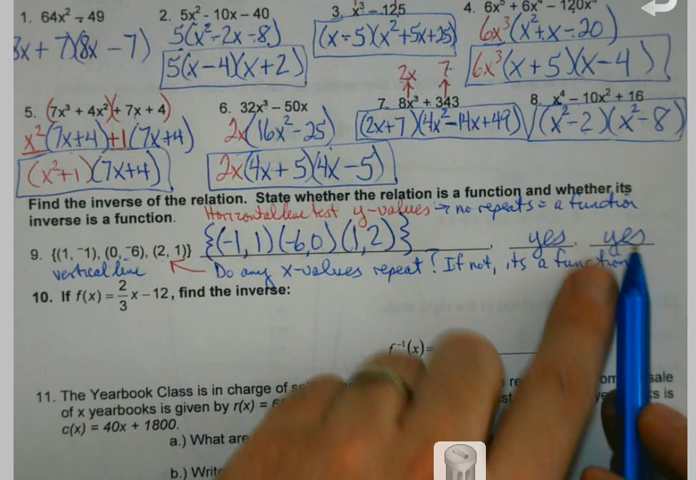 1. 64x² - 49
2. 5x² - 10x - 40
3. x³ - 125
4. 6x⁵ + 6x⁴ - 120x³
3x + 7)(8x - 7)
5(x² - 2x - 8)
(x - 5)(x² + 5x + 25)
6x³(x² + x - 20)
5(x - 4)(x + 2)
6x³(x + 5)(x - 4)
2x 7
5. (7x³ + 4x²)(+ 7x + 4)
6. 32x³ - 50x
7. 8x³ + 343
8. x⁴ - 10x² + 16
x²(7x+4)+1(7x+4)
2x(16x² - 25)
(2x+7)(4x² - 14x + 49)
(x² - 2)(x² - 8)
(x²+1)(7x+4)
2x(4x + 5)(4x - 5)
Find the inverse of the relation. State whether the relation is a function and whether its
inverse is a function. Horizontal line test y-values → no repeats = a function
9. {(1, ⁻1), (0, ⁻6), (2, 1)} {(-1, 1)(-6, 0)(1, 2)}, yes, yes
vertical line Do any x-values repeat? If not, its a function
10. If f(x) = 2/3 x - 12, find the inverse:
f⁻¹(x)=
11. The Yearbook Class is in charge of
sale
of x yearbooks is given by r(x) =
is
c(x) = 40x + 1800.
a.) What are
b.) Write